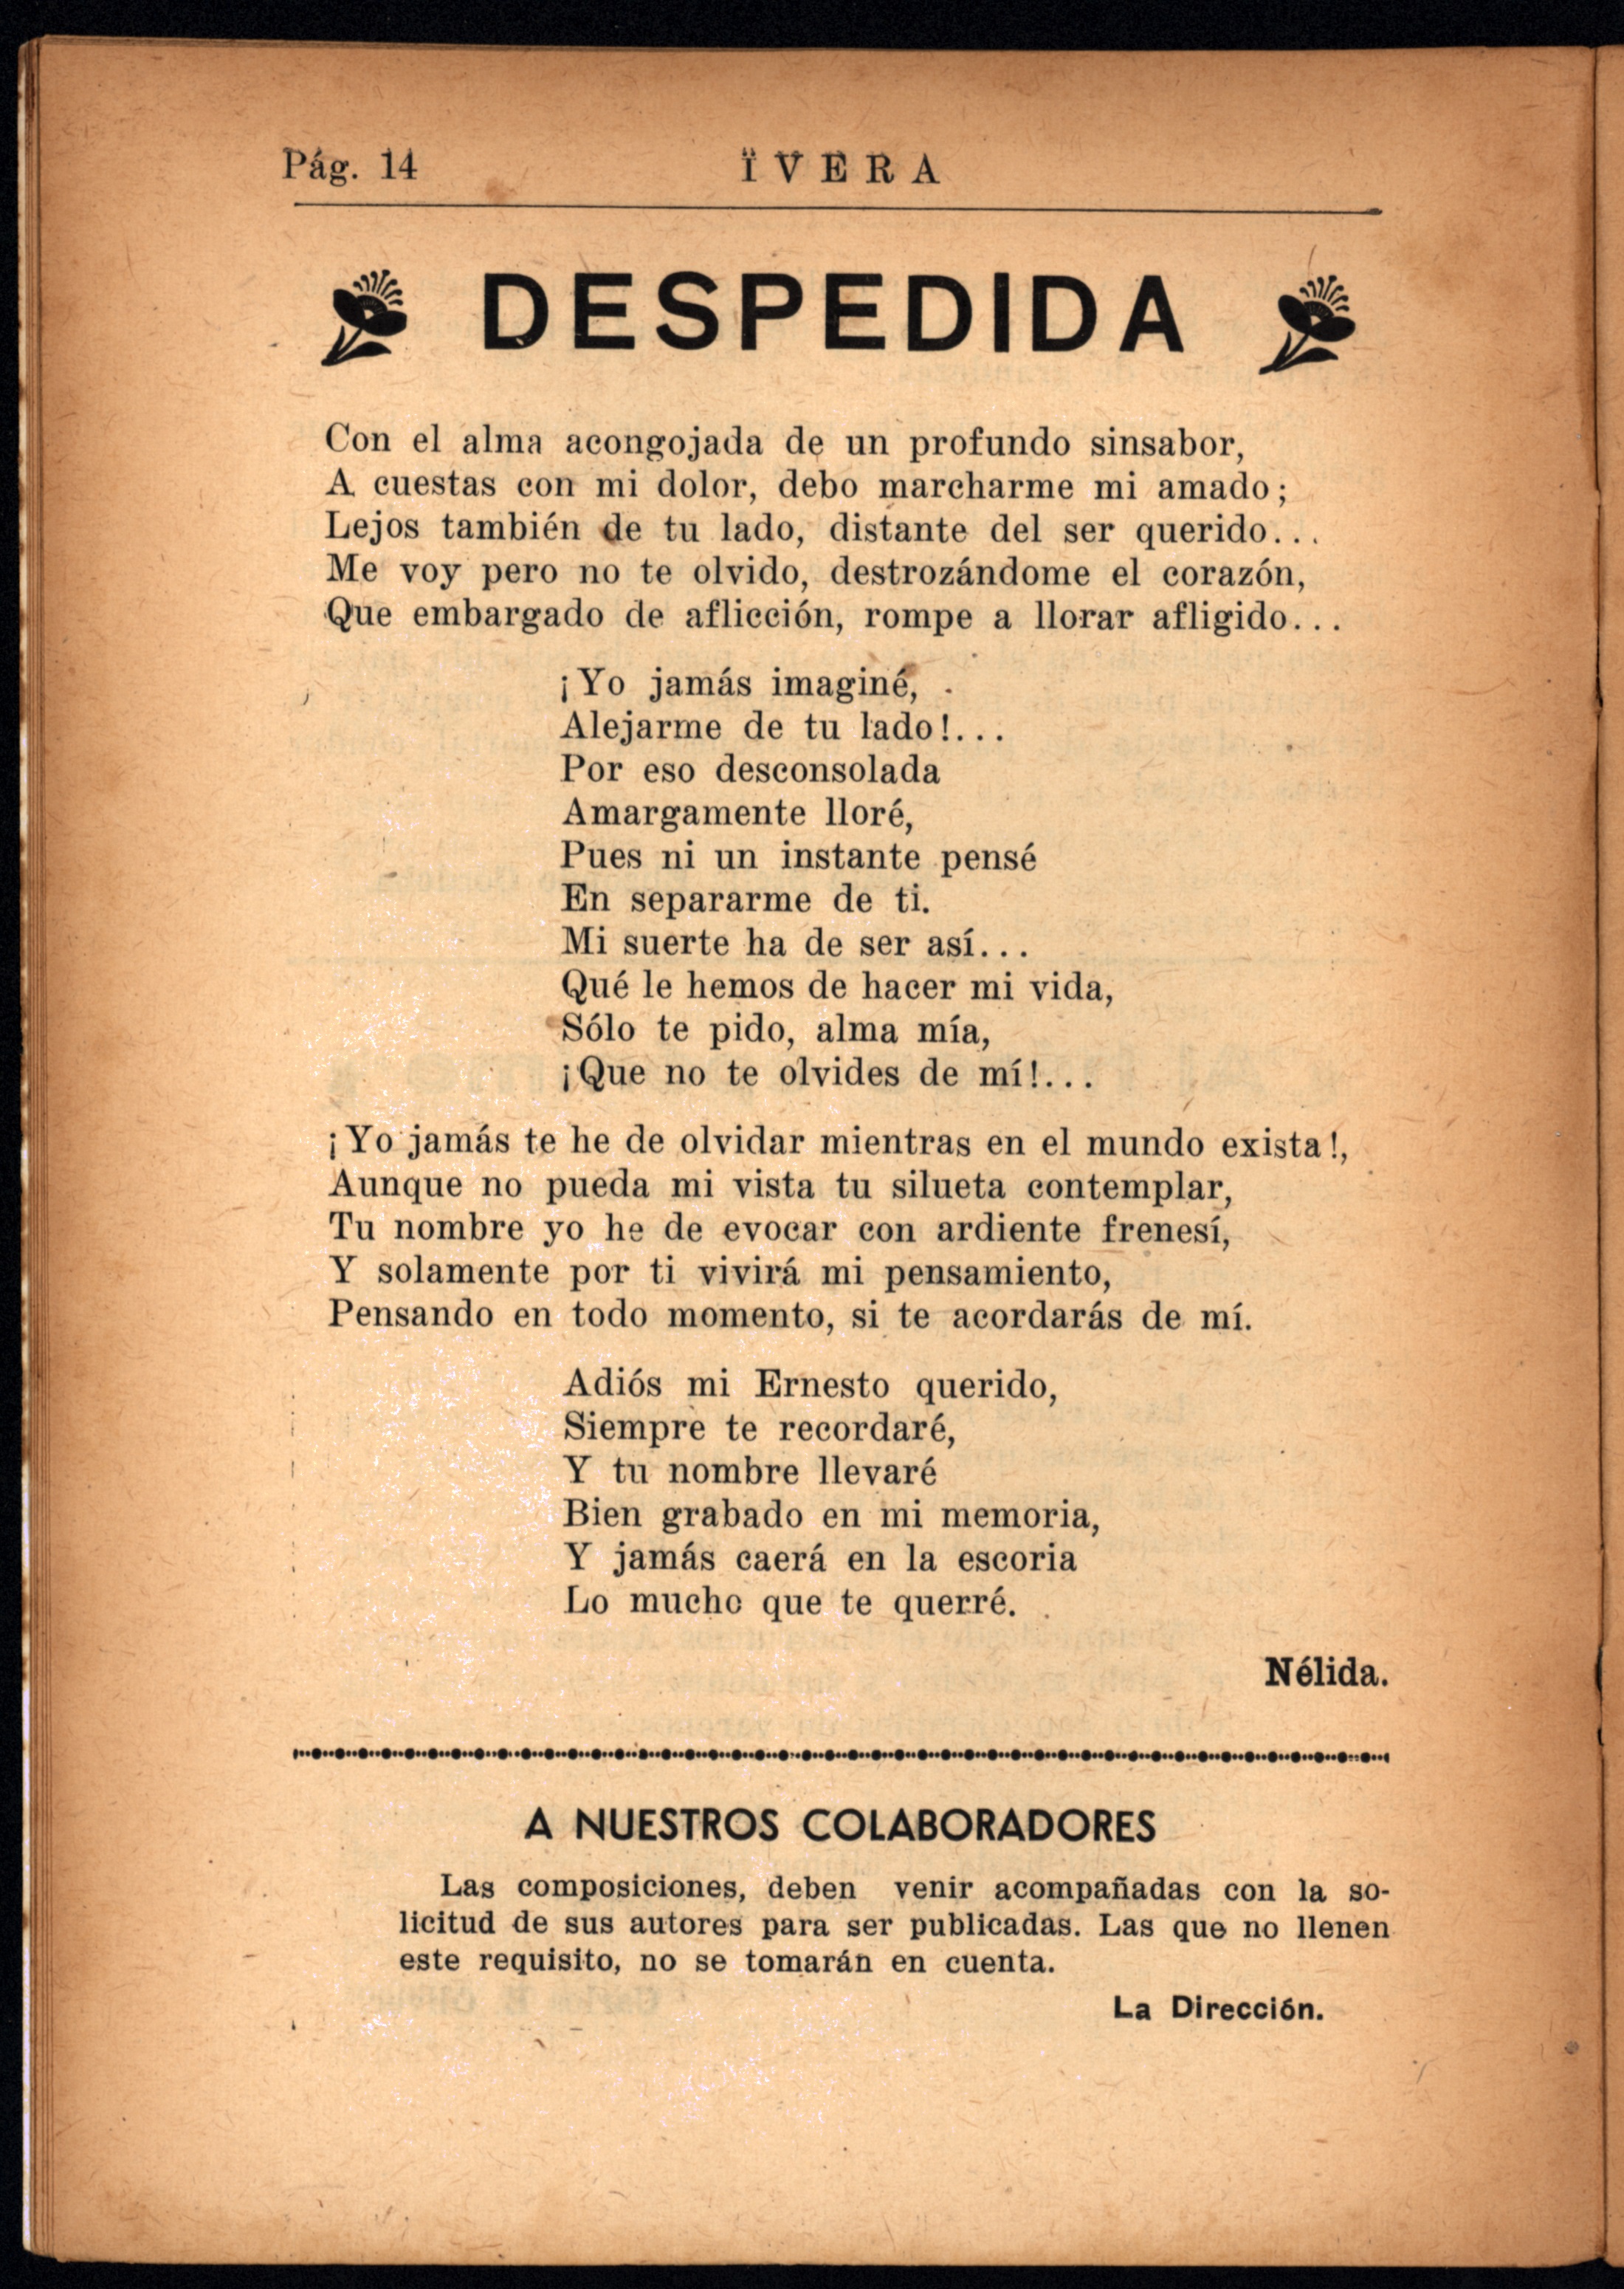 Pág. 14
ÏVERA
DESPEDIDA
Con el alma acongojada de un profundo sinsabor,
A cuestas con mi dolor, debo marcharme mi amado;
Lejos también de tu lado, distante del ser querido...
Me voy pero no te olvido, destrozándome el corazón,
Que embargado de aflicción, rompe a llorar afligido...
¡Yo jamás imaginé,
Alejarme de tu lado!...
Por eso desconsolada
Amargamente lloré,
Pues ni un instante pensé
En separarme de ti.
Mi suerte ha de ser así...
Qué le hemos de hacer mi vida,
Sólo te pido, alma mía,
¡Que no te olvides de mí!...
¡Yo jamás te he de olvidar mientras en el mundo exista!,
Aunque no pueda mi vista tu silueta contemplar,
Tu nombre yo he de evocar con ardiente frenesí,
Y solamente por ti vivirá mi pensamiento,
Pensando en todo momento, si te acordarás de mí.
Adiós mi Ernesto querido,
Siempre te recordaré,
Y tu nombre llevaré
Bien grabado en mi memoria,
Y jamás caerá en la escoria
Lo mucho que te querré.
Nélida.
A NUESTROS COLABORADORES
Las composiciones, deben venir acompañadas con la so-
licitud de sus autores para ser publicadas. Las que no llenen
este requisito, no se tomarán en cuenta.
La Dirección.